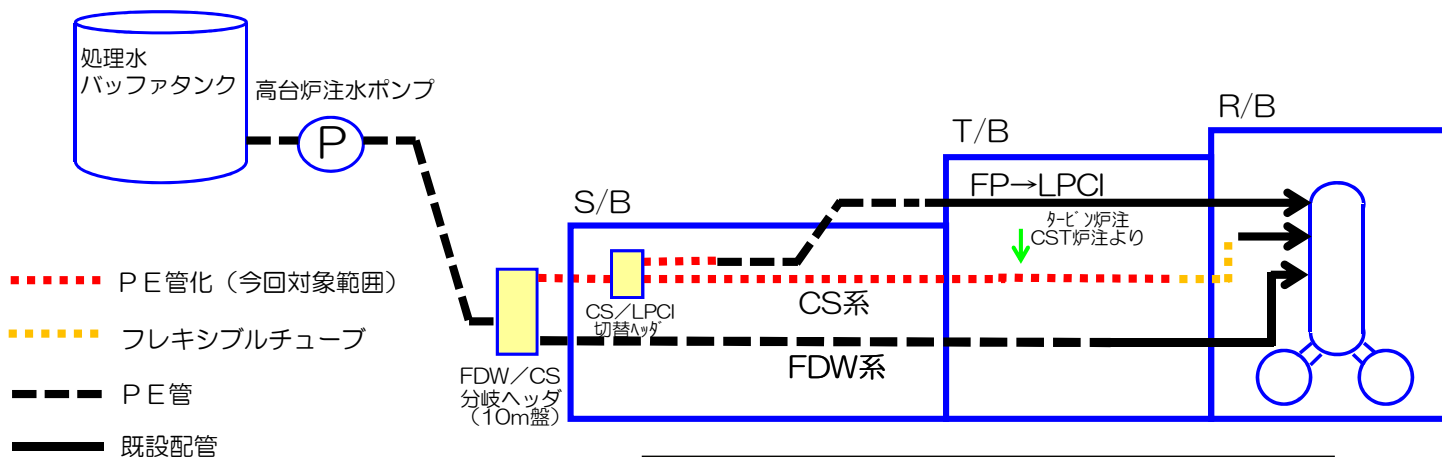 処理水
バッファタンク
高台炉注水ポンプ
P
S/B
T/B
R/B
FP→LPCI
ﾀｰﾋﾞﾝ炉注
CST炉注より
CS/LPCI
切替ﾍｯﾀﾞ
CS系
FDW系
FDW/CS
分岐ヘッダ
(10m盤)
PE管化(今回対象範囲)
フレキシブルチューブ
PE管
既設配管